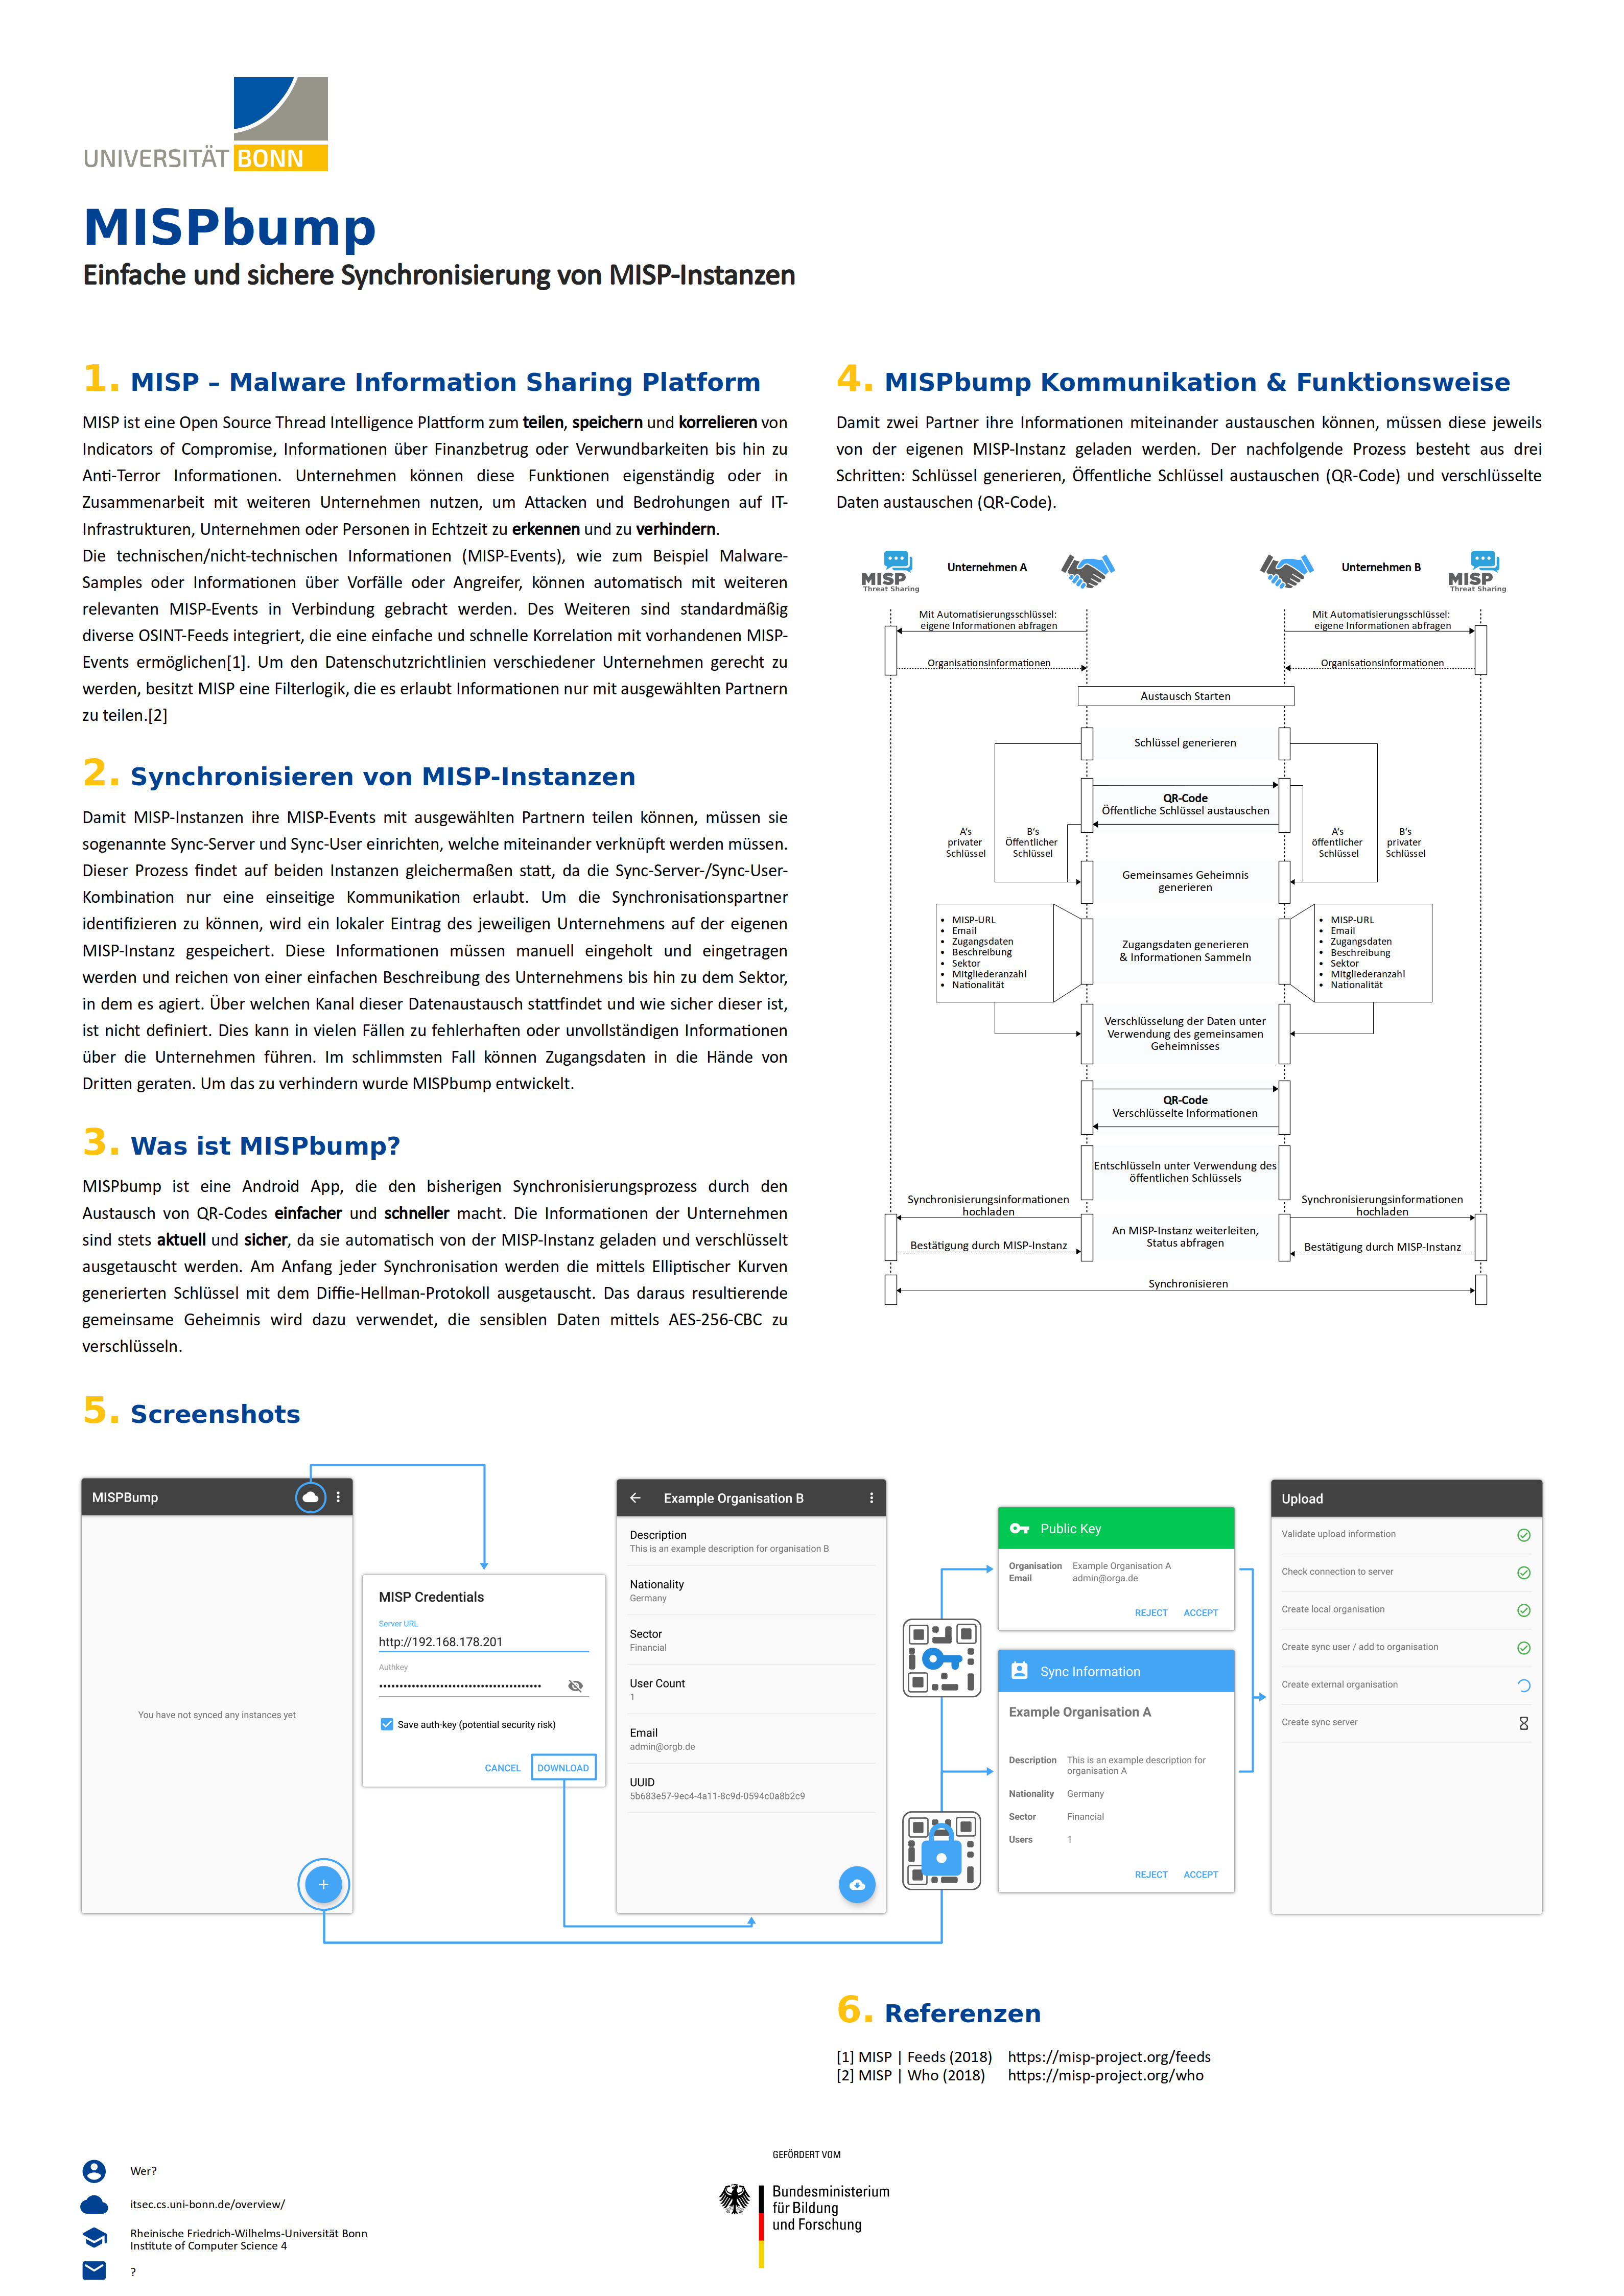 UNIVERSITÄT BONN
MISPbump
Einfache und sichere Synchronisierung von MISP-Instanzen
1. MISP – Malware Information Sharing Platform
MISP ist eine Open Source Thread Intelligence Plattform zum teilen, speichern und korrelieren von
Indicators of Compromise, Informationen über Finanzbetrug oder Verwundbarkeiten bis hin zu
Anti-Terror Informationen. Unternehmen können diese Funktionen eigenständig oder in
Zusammenarbeit mit weiteren Unternehmen nutzen, um Attacken und Bedrohungen auf IT-
Infrastrukturen, Unternehmen oder Personen in Echtzeit zu erkennen und zu verhindern.
Die technischen/nicht-technischen Informationen (MISP-Events), wie zum Beispiel Malware-
Samples oder Informationen über Vorfälle oder Angreifer, können automatisch mit weiteren
relevanten MISP-Events in Verbindung gebracht werden. Des Weiteren sind standardmäßig
diverse OSINT-Feeds integriert, die eine einfache und schnelle Korrelation mit vorhandenen MISP-
Events ermöglichen[1]. Um den Datenschutzrichtlinien verschiedener Unternehmen gerecht zu
werden, besitzt MISP eine Filterlogik, die es erlaubt Informationen nur mit ausgewählten Partnern
zu teilen.[2]
2. Synchronisieren von MISP-Instanzen
Damit MISP-Instanzen ihre MISP-Events mit ausgewählten Partnern teilen können, müssen sie
sogenannte Sync-Server und Sync-User einrichten, welche miteinander verknüpft werden müssen.
Dieser Prozess findet auf beiden Instanzen gleichermaßen statt, da die Sync-Server-/Sync-User-
Kombination nur eine einseitige Kommunikation erlaubt. Um die Synchronisationspartner
identifizieren zu können, wird ein lokaler Eintrag des jeweiligen Unternehmens auf der eigenen
MISP-Instanz gespeichert. Diese Informationen müssen manuell eingeholt und eingetragen
werden und reichen von einer einfachen Beschreibung des Unternehmens bis hin zu dem Sektor,
in dem es agiert. Über welchen Kanal dieser Datenaustausch stattfindet und wie sicher dieser ist,
ist nicht definiert. Dies kann in vielen Fällen zu fehlerhaften oder unvollständigen Informationen
über die Unternehmen führen. Im schlimmsten Fall können Zugangsdaten in die Hände von
Dritten geraten. Um das zu verhindern wurde MISPbump entwickelt.
3. Was ist MISPbump?
MISPbump ist eine Android App, die den bisherigen Synchronisierungsprozess durch den
Austausch von QR-Codes einfacher und schneller macht. Die Informationen der Unternehmen
sind stets aktuell und sicher, da sie automatisch von der MISP-Instanz geladen und verschlüsselt
ausgetauscht werden. Am Anfang jeder Synchronisation werden die mittels Elliptischer Kurven
generierten Schlüssel mit dem Diffie-Hellman-Protokoll ausgetauscht. Das daraus resultierende
gemeinsame Geheimnis wird dazu verwendet, die sensiblen Daten mittels AES-256-CBC zu
verschlüsseln.
4. MISPbump Kommunikation & Funktionsweise
Damit zwei Partner ihre Informationen miteinander austauschen können, müssen diese jeweils
von der eigenen MISP-Instanz geladen werden. Der nachfolgende Prozess besteht aus drei
Schritten: Schlüssel generieren, Öffentliche Schlüssel austauschen (QR-Code) und verschlüsselte
Daten austauschen (QR-Code).
MISP
Threat Sharing
Unternehmen A
Unternehmen B
MISP
Threat Sharing
Mit Automatisierungsschlüssel:
eigene Informationen abfragen
Mit Automatisierungsschlüssel:
eigene Informationen abfragen
Organisationsinformationen
Organisationsinformationen
Austausch Starten
Schlüssel generieren
QR-Code
Öffentliche Schlüssel austauschen
A's
privater
Schlüssel
B's
Öffentlicher
Schlüssel
A's
öffentlicher
Schlüssel
B's
privater
Schlüssel
Gemeinsames Geheimnis
generieren
• MISP-URL
• Email
• Zugangsdaten
• Beschreibung
• Sektor
• Mitgliederanzahl
• Nationalität
Zugangsdaten generieren
& Informationen Sammeln
• MISP-URL
• Email
• Zugangsdaten
• Beschreibung
• Sektor
• Mitgliederanzahl
• Nationalität
Verschlüsselung der Daten unter
Verwendung des gemeinsamen
Geheimnisses
QR-Code
Verschlüsselte Informationen
Entschlüsseln unter Verwendung des
öffentlichen Schlüssels
Synchronisierungsinformationen
hochladen
Synchronisierungsinformationen
hochladen
An MISP-Instanz weiterleiten,
Status abfragen
Bestätigung durch MISP-Instanz
Bestätigung durch MISP-Instanz
Synchronisieren
5. Screenshots
MISPBump
You have not synced any instances yet
+
MISP Credentials
Server URL
http://192.168.178.201
Authkey
Save auth-key (potential security risk)
CANCEL DOWNLOAD
Example Organisation B
Description
This is an example description for organisation B
Nationality
Germany
Sector
Financial
User Count
1
Email
admin@orgb.de
UUID
5b683e57-9ec4-4a11-8c9d-0594c0a8b2c9
Public Key
Organisation Example Organisation A
Email admin@orga.de
REJECT ACCEPT
Sync Information
Example Organisation A
Description This is an example description for
organisation A
Nationality Germany
Sector Financial
Users 1
REJECT ACCEPT
Upload
Validate upload information
Check connection to server
Create local organisation
Create sync user / add to organisation
Create external organisation
Create sync server
6. Referenzen
[1] MISP | Feeds (2018) https://misp-project.org/feeds
[2] MISP | Who (2018) https://misp-project.org/who
Wer?
itsec.cs.uni-bonn.de/overview/
Rheinische Friedrich-Wilhelms-Universität Bonn
Institute of Computer Science 4
?
GEFÖRDERT VOM
Bundesministerium
für Bildung
und Forschung